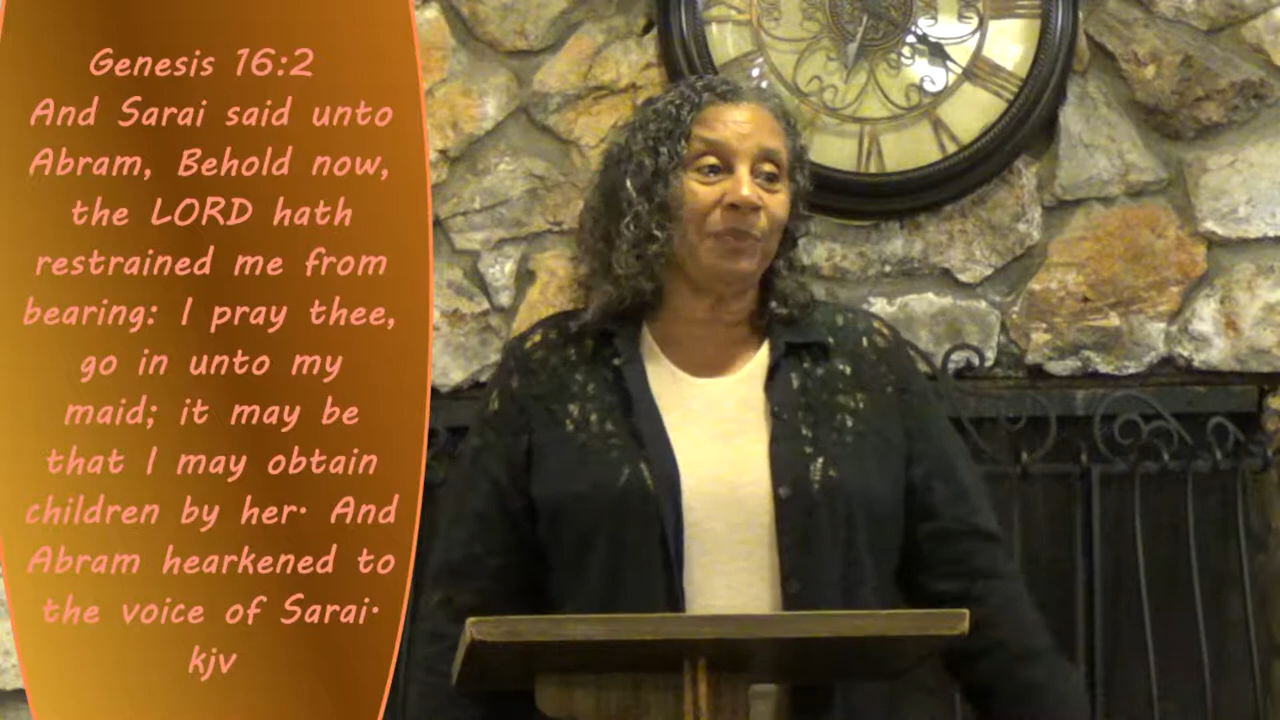 Genesis 16:2
And Sarai said unto
Abram, Behold now,
the LORD hath
restrained me from
bearing: I pray thee,
go in unto my
maid; it may be
that I may obtain
children by her· And
Abram hearkened to
the voice of Sarai·
kjv